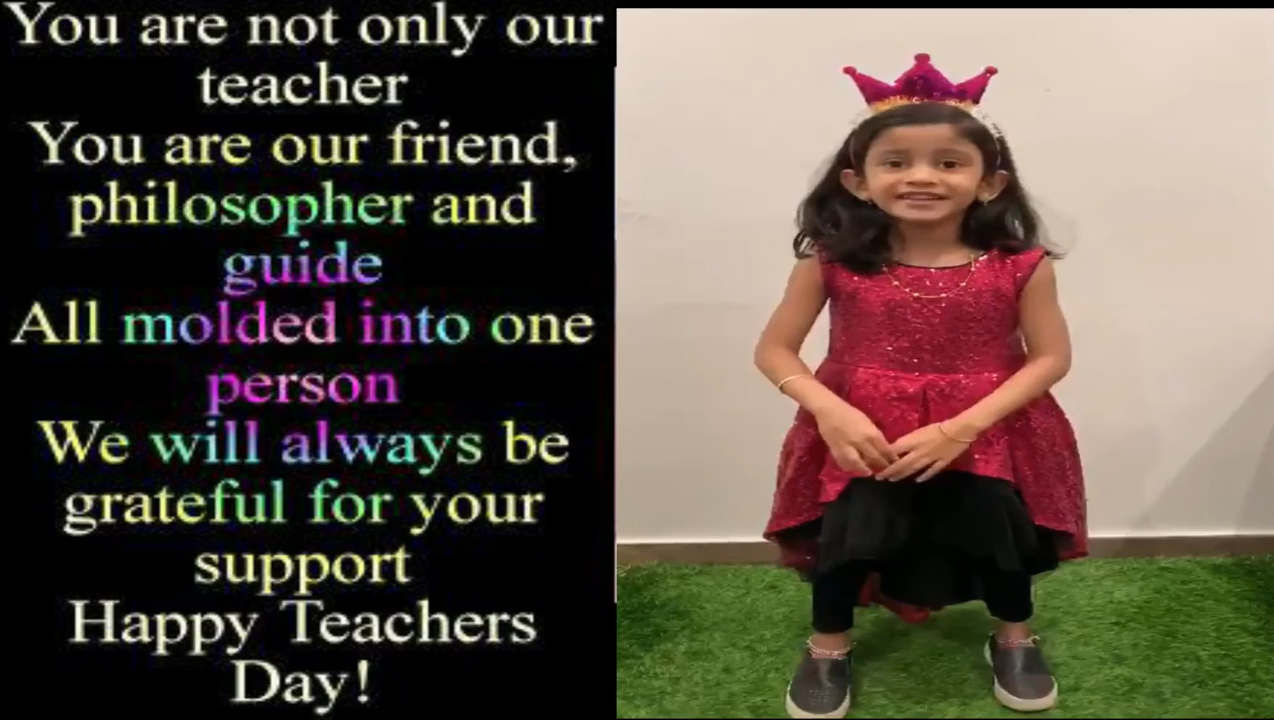 You are not only our
teacher
You are our friend,
philosopher and
guide
All molded into one
person
We will always be
grateful for your
support
Happy Teachers
Day!